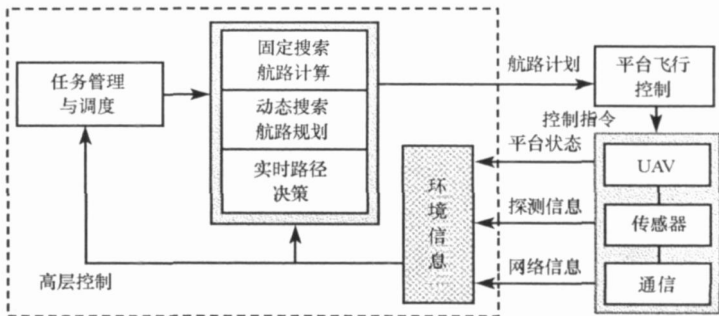 任务管理
与调度
固定搜索
航路计算
动态搜索
航路规划
实时路径
决策
航路计划
平台飞行
控制
控制指令
平台状态
UAV
环境信息
探测信息
传感器
网络信息
通信
高层控制